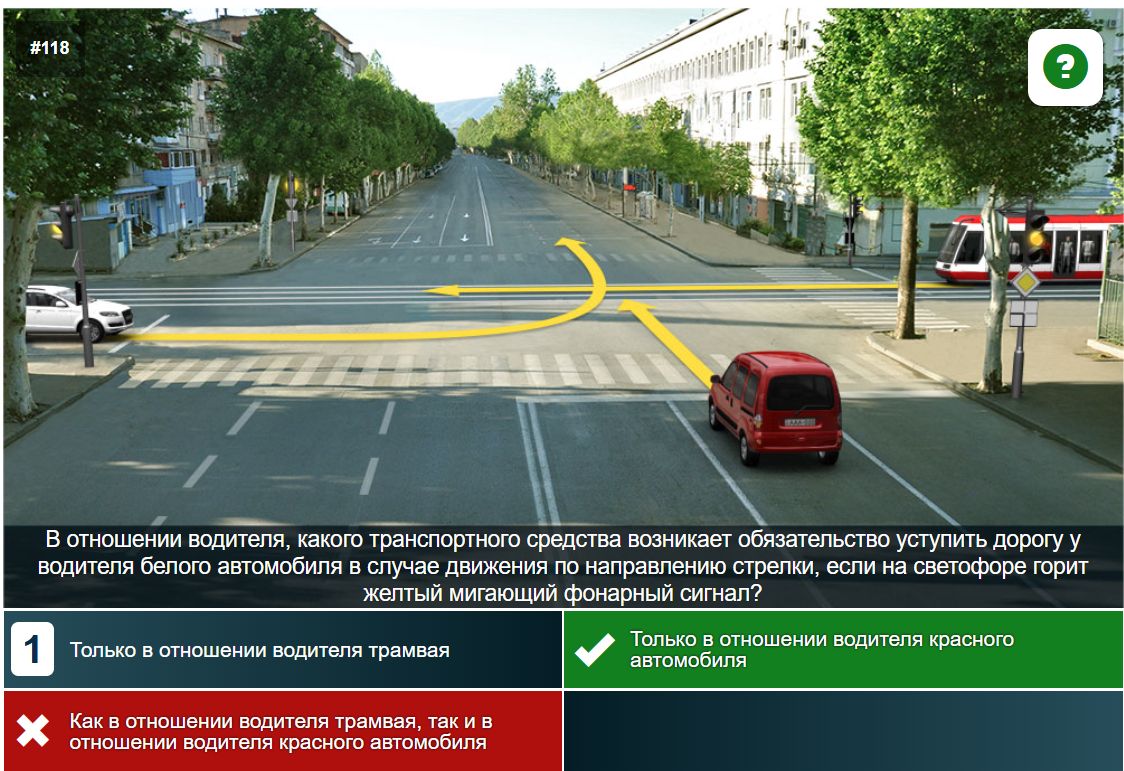 #118
?
В отношении водителя, какого транспортного средства возникает обязательство уступить дорогу у
водителя белого автомобиля в случае движения по направлению стрелки, если на светофоре горит
желтый мигающий фонарный сигнал?
1 Только в отношении водителя трамвая
Только в отношении водителя красного
автомобиля
Как в отношении водителя трамвая, так и в
отношении водителя красного автомобиля